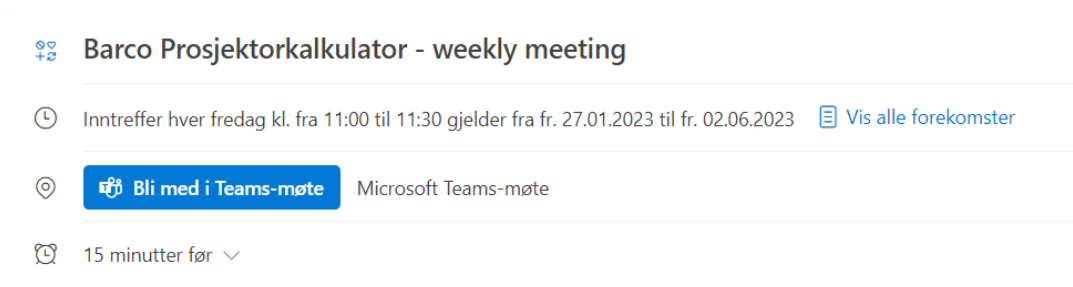 Barco Prosjektorkalkulator - weekly meeting
Inntreffer hver fredag kl. fra 11:00 til 11:30 gjelder fra fr. 27.01.2023 til fr. 02.06.2023 Vis alle forekomster
Bli med i Teams-møte Microsoft Teams-møte
15 minutter før